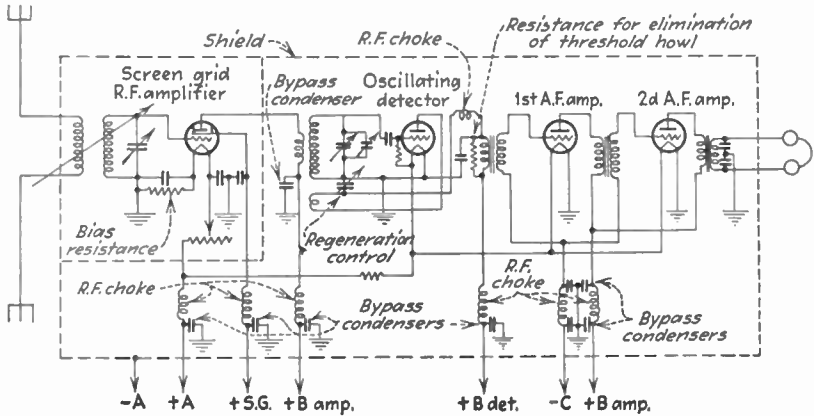 Shield
R.F. choke
Resistance for elimination
of threshold howl
Screen grid
R.F. amplifier
Bypass
condenser
Oscillating
detector
1st A.F. amp.
2d A.F. amp.
Bias
resistance
Regeneration
control
R.F. choke
Bypass
condensers
R.F.
choke
Bypass
condensers
-A
+A
+S.G.
+B amp.
+B det.
-C
+B amp.